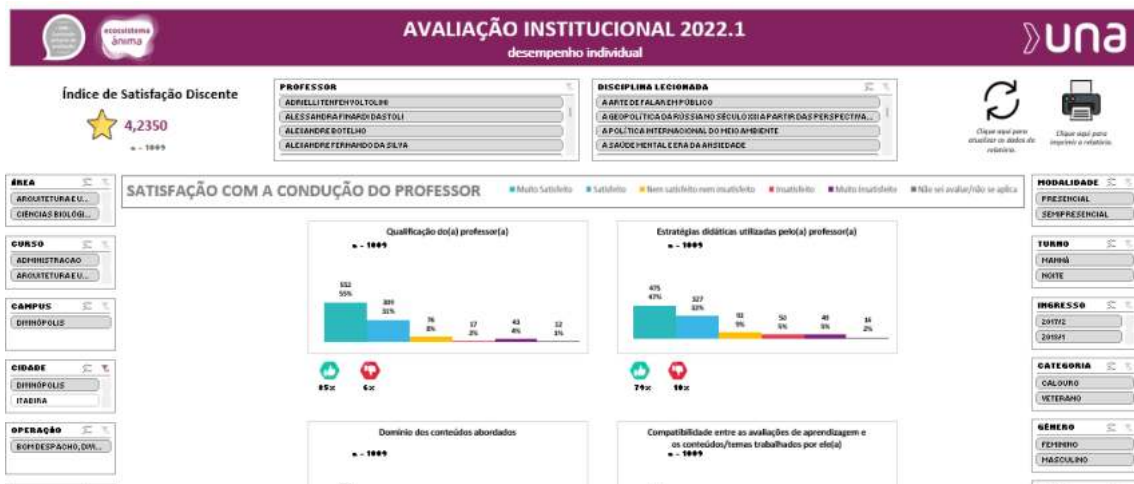 ecossistema
ânima
AVALIAÇÃO INSTITUCIONAL 2022.1
desempenho individual
una
Índice de Satisfação Discente
4,2350
n - 1009
PROFESSOR
ADRIELLI TENFEN VOLTOLINI
ALESSANDRA FINARDI DASTOLI
ALEXANDRE BOTELHO
ALEXANDRE FERNANDO DA SILVA
DISCIPLINA LECIONADA
A ARTE DE FALAR EM PÚBLICO
A GEOPOLÍTICA DA RÚSSIA NO SÉCULO XXI A PARTIR DAS PERSPECTIVA...
A POLÍTICA INTERNACIONAL DO MEIO AMBIENTE
A SAÚDE MENTAL E ERA DA ANSIEDADE
Clique aqui para
atualizar os dados do
relatório.
Clique aqui para
imprimir o relatório.
ÁREA
ARQUITETURA E U...
CIÊNCIAS BIOLÓGI...
CURSO
ADMINISTRACAO
ARQUITETURA E U...
CAMPUS
DIVINÓPOLIS
CIDADE
DIVINÓPOLIS
ITABIRA
OPERAÇÃO
BOM DESPACHO, DIVI...
SATISFAÇÃO COM A CONDUÇÃO DO PROFESSOR
Muito Satisfeito
Satisfeito
Nem satisfeito nem insatisfeito
Insatisfeito
Muito Insatisfeito
Não sei avaliar/não se aplica
Qualificação do(a) professor(a)
n - 1009
552
55%
309
31%
76
8%
17
2%
43
4%
12
1%
85%
6%
Estratégias didáticas utilizadas pelo(a) professor(a)
n - 1009
475
47%
327
32%
92
9%
50
5%
49
5%
16
2%
79%
10%
Domínio dos conteúdos abordados
n - 1009
Compatibilidade entre as avaliações de aprendizagem e
os conteúdos/temas trabalhados por ele(a)
n - 1009
MODALIDADE
PRESENCIAL
SEMIPRESENCIAL
TURNO
MANHÃ
NOITE
INGRESSO
2017/2
2018/1
CATEGORIA
CALOURO
VETERANO
GÊNERO
FEMININO
MASCULINO